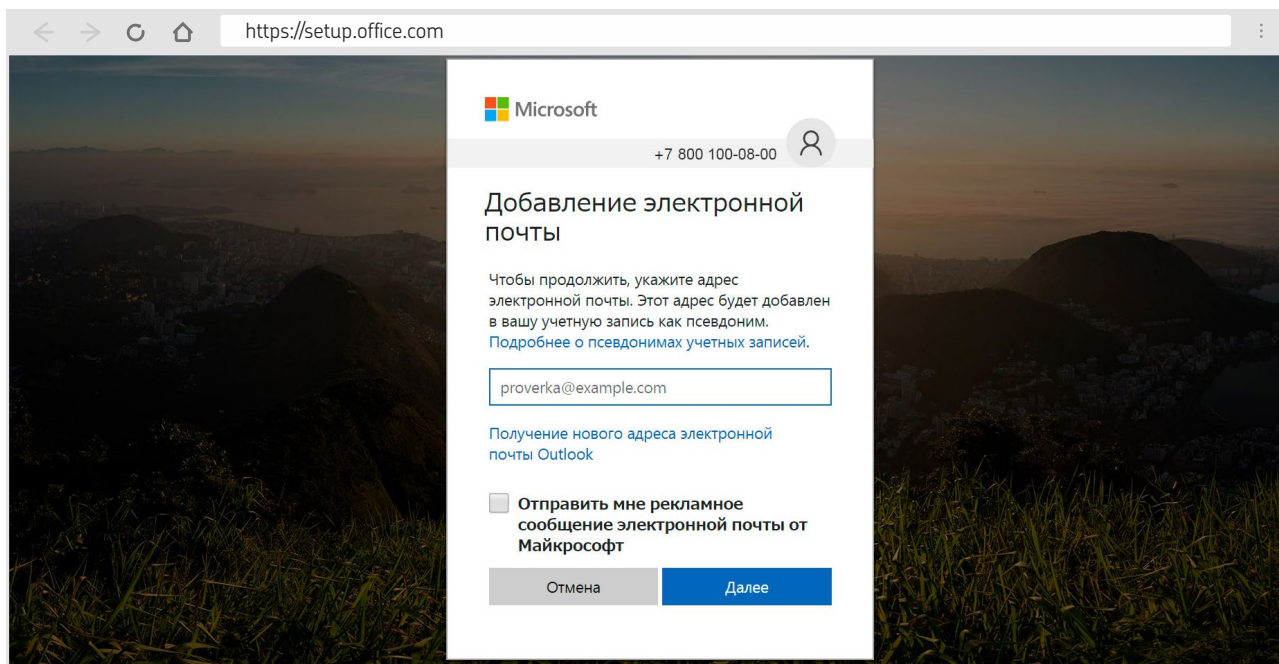 https://setup.office.com
Microsoft
+7 800 100-08-00
Добавление электронной
почты
Чтобы продолжить, укажите адрес
электронной почты. Этот адрес будет добавлен
в вашу учетную запись как псевдоним.
Подробнее о псевдонимах учетных записей.
proverka@example.com
Получение нового адреса электронной
почты Outlook
Отправить мне рекламное
сообщение электронной почты от
Майкрософт
Отмена Далее